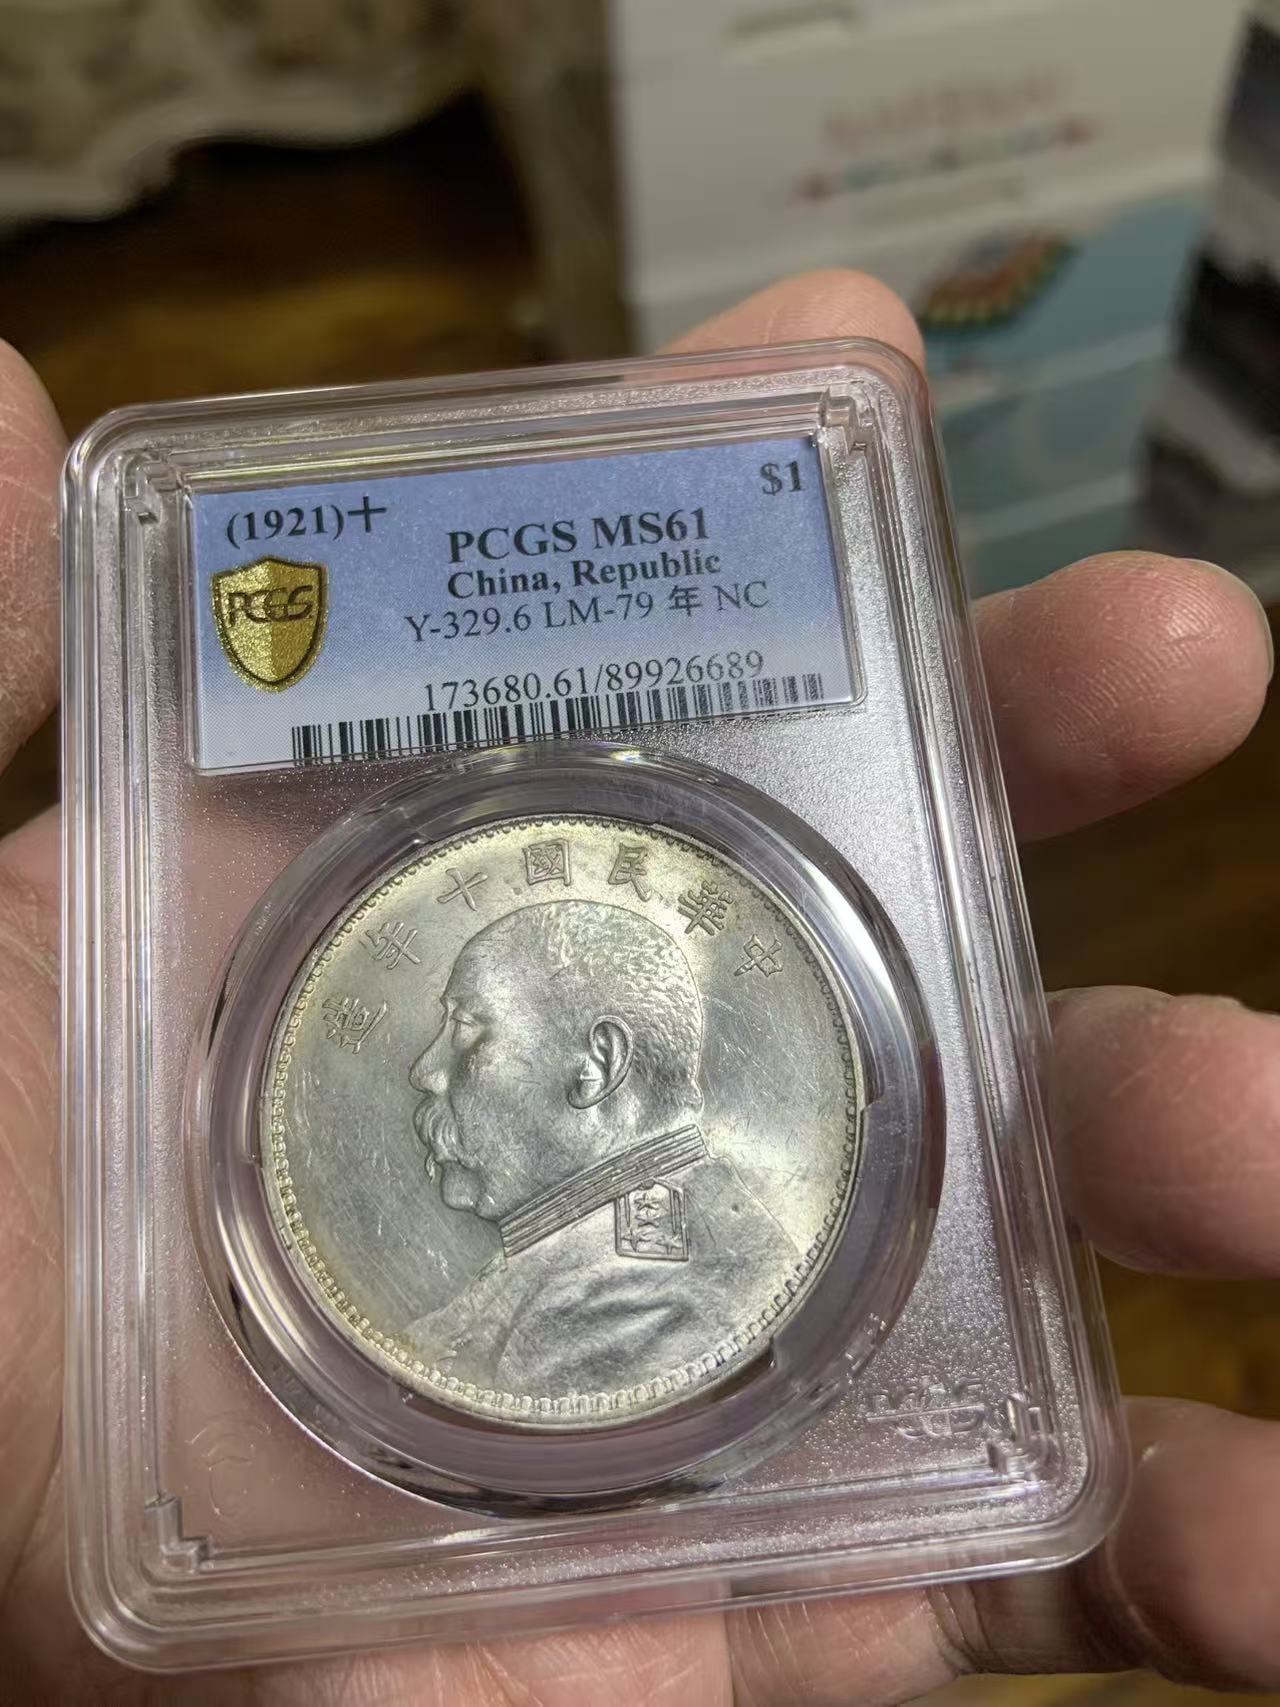 (1921)十
$1
PCGS MS61
China, Republic
Y-329.6 LM-79 年 NC
PCGS
173680.61/89926689
造年十國民華中
PCGS